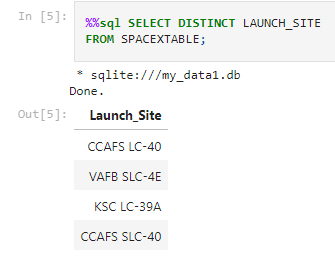 In [5]:
%%sql SELECT DISTINCT LAUNCH_SITE
FROM SPACEXTABLE;
* sqlite:///my_data1.db
Done.
Out[5]:
Launch_Site
CCAFS LC-40
VAFB SLC-4E
KSC LC-39A
CCAFS SLC-40